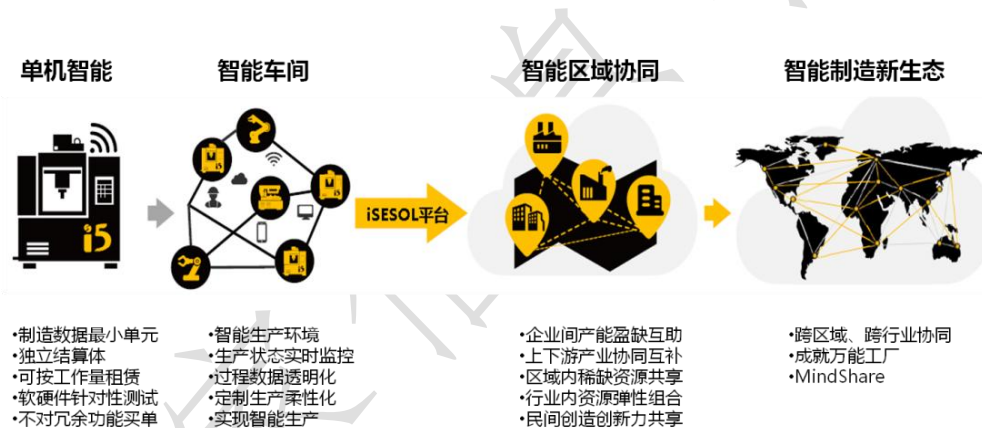 单机智能
智能车间
智能区域协同
智能制造新生态
i5
i5
i5
i5
iSESOL平台
•制造数据最小单元
•独立结算体
•可按工作量租赁
•软硬件针对性测试
•不对冗余功能买单
•智能生产环境
•生产状态实时监控
•过程数据透明化
•定制生产柔性化
•实现智能生产
•企业间产能盈缺互助
•上下游产业协同互补
•区域内稀缺资源共享
•行业内资源弹性组合
•民间创造创新力共享
•跨区域、跨行业协同
•成就万能工厂
•MindShare